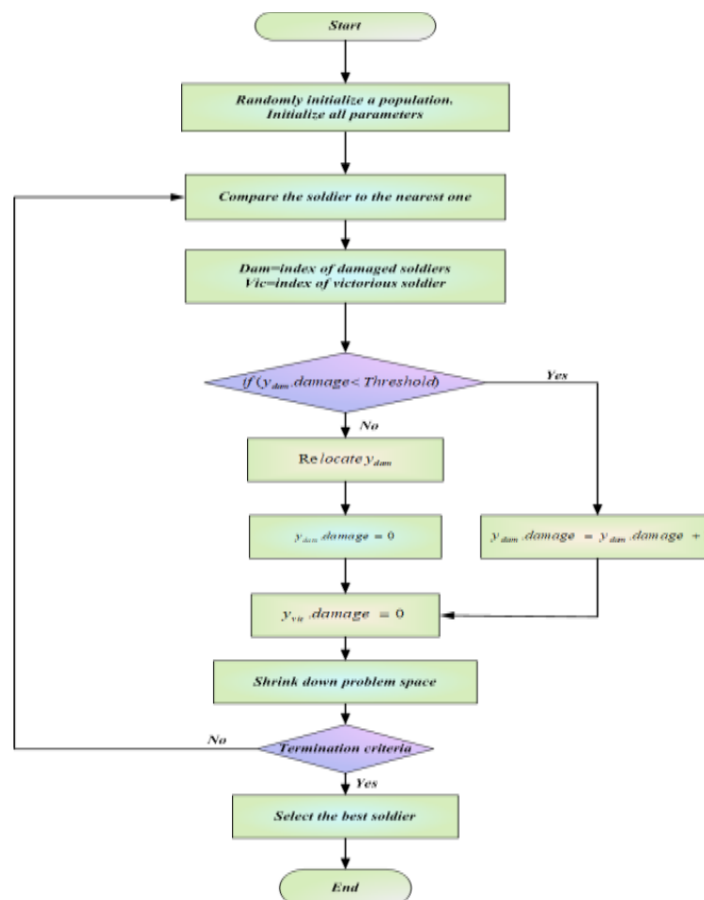 Start
Randomly initialize a population.
Initialize all parameters
Compare the soldier to the nearest one
Dam=index of damaged soldiers
Vic=index of victorious soldier
if(y_dam.damage< Threshold)
Yes
No
Relocate y_dam
y_dam.damage = 0
y_dam.damage = y_dam.damage +
y_vic.damage = 0
Shrink down problem space
No
Termination criteria
Yes
Select the best soldier
End